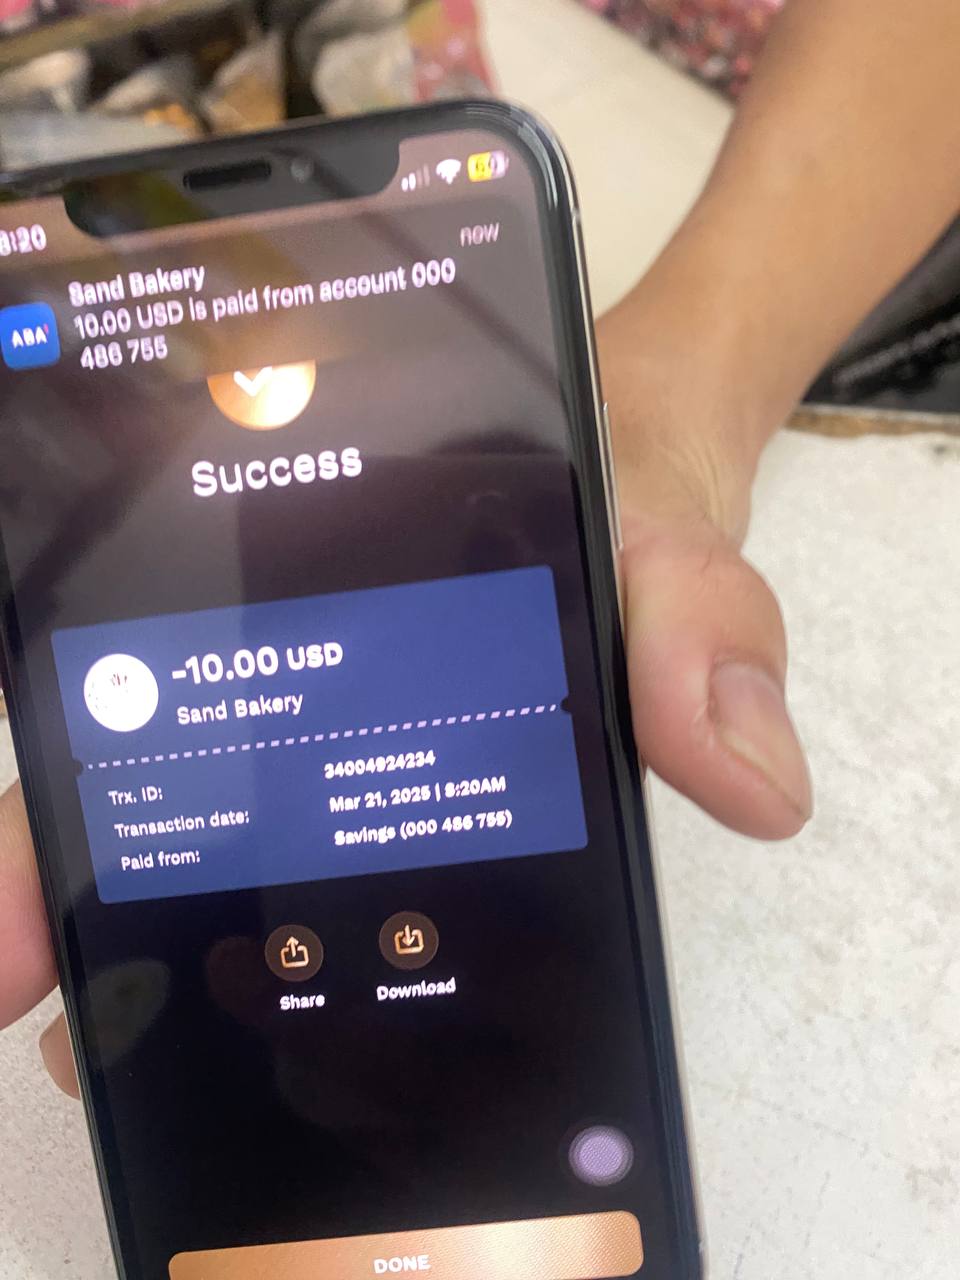 8:20
60
now
Sand Bakery
10.00 USD is paid from account 000
486 755
ABA'
Success
-10.00 USD
Sand Bakery
Trx. ID: 34004924234
Transaction date: Mar 21, 2025 | 8:20AM
Paid from: Savings (000 486 755)
Share
Download
DONE